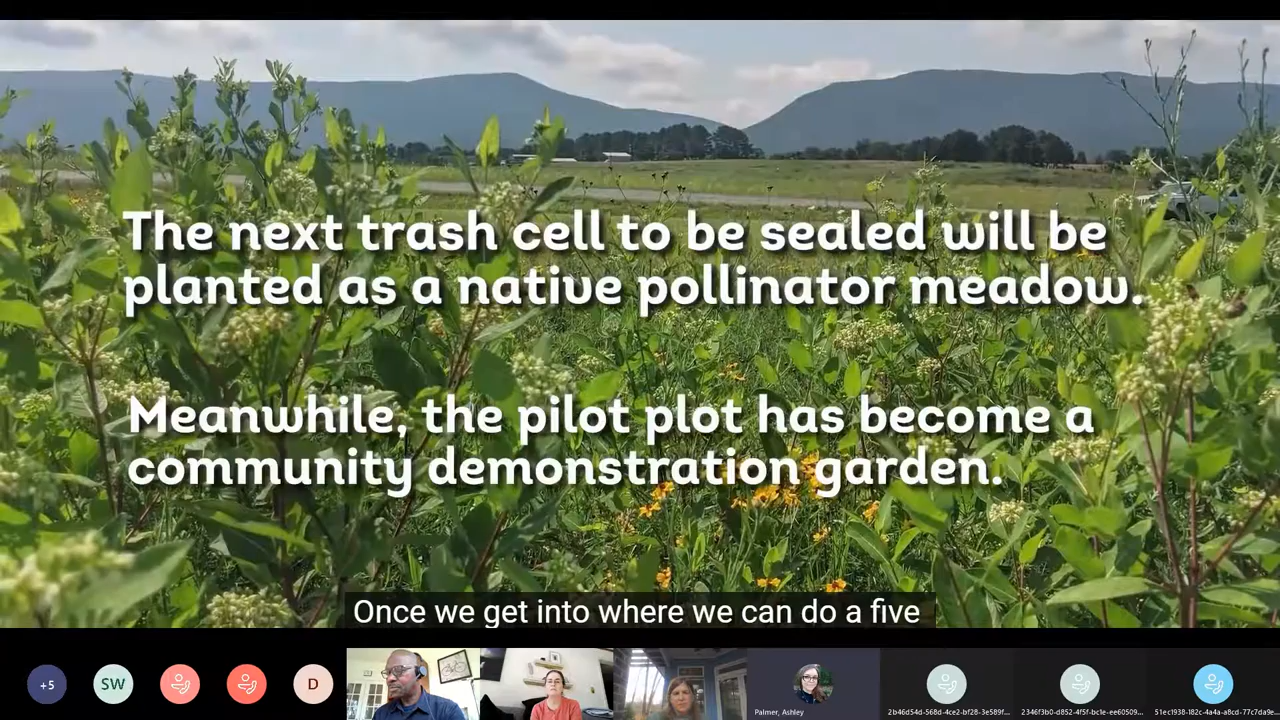 The next trash cell to be sealed will be
planted as a native pollinator meadow.
Meanwhile, the pilot plot has become a
community demonstration garden.
Once we get into where we can do a five
+5
SW
D
Palmer, Ashley